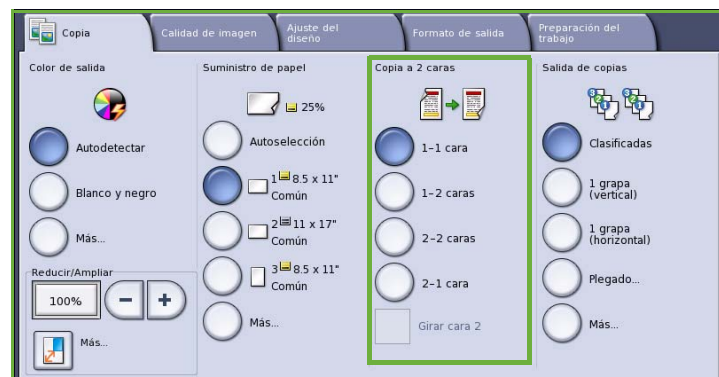 Copia
Calidad de imagen
Ajuste del
diseño
Formato de salida
Preparación del
trabajo
Color de salida
Autodetectar
Blanco y negro
Más...
Reducir/Ampliar
100%
Más...
Suministro de papel
25%
Autoselección
1 8.5 x 11"
Común
2 11 x 17"
Común
3 8.5 x 11"
Común
Más...
Copia a 2 caras
1-1 cara
1-2 caras
2-2 caras
2-1 cara
Girar cara 2
Salida de copias
Clasificadas
1 grapa
(vertical)
1 grapa
(horizontal)
Plegado...
Más...